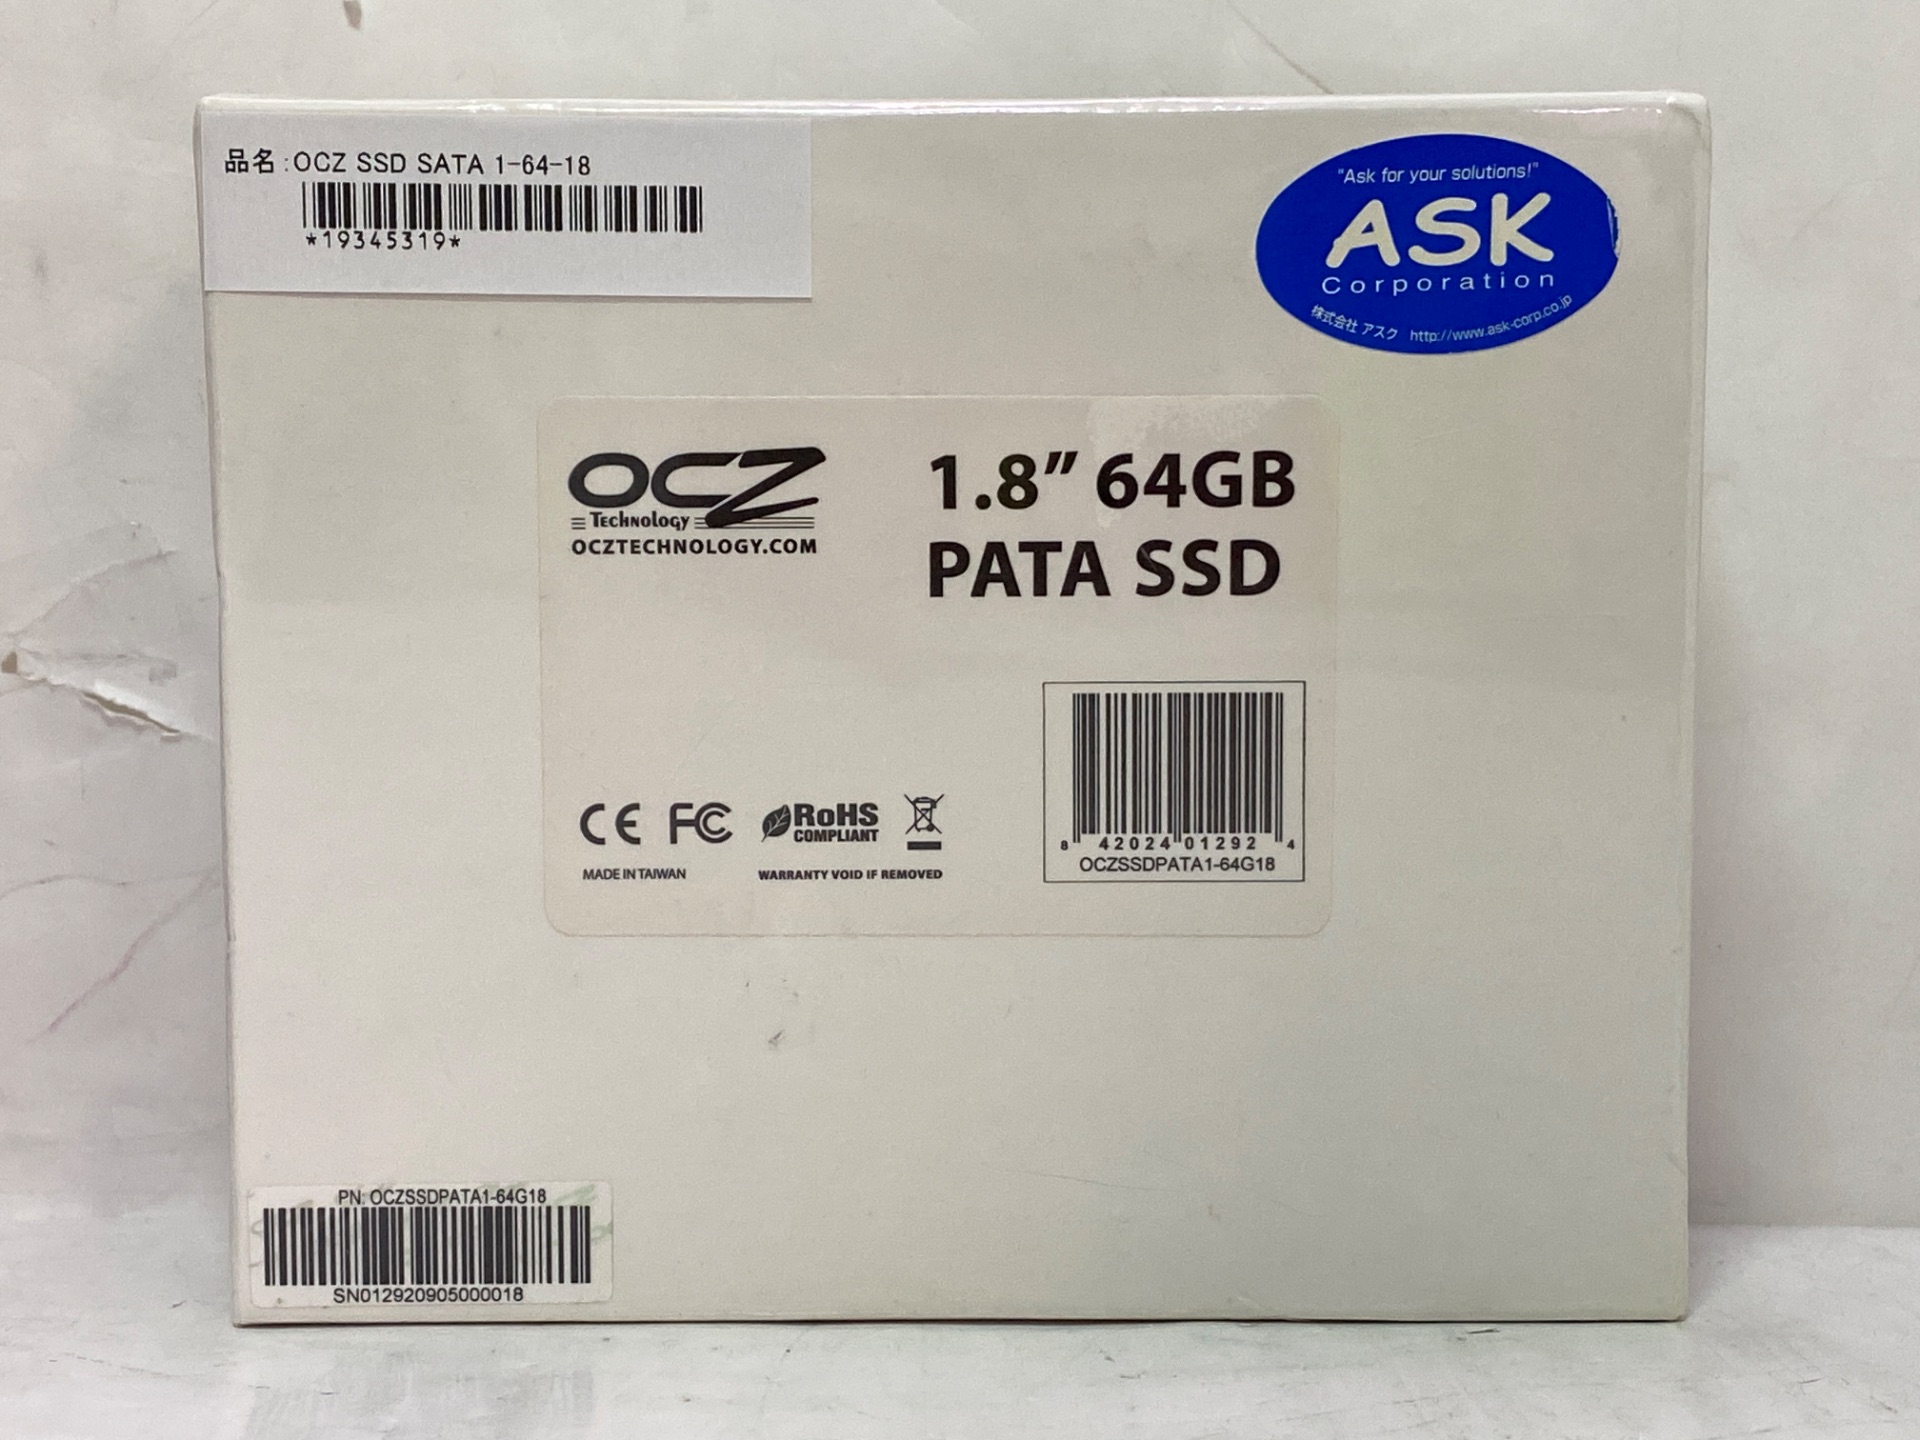 品名:OCZ SSD SATA 1-64-18
*19345319*
"Ask for your solutions!"
ASK
Corporation
株式会社 アスク http://www.ask-corp.co.jp
OCZ
Technology
OCZTECHNOLOGY.COM
1.8” 64GB
PATA SSD
CE FC RoHS
COMPLIANT
MADE IN TAIWAN
WARRANTY VOID IF REMOVED
8 42024 01292 4
OCZSSDPATA1-64G18
PN: OCZSSDPATA1-64G18
SN012920905000018